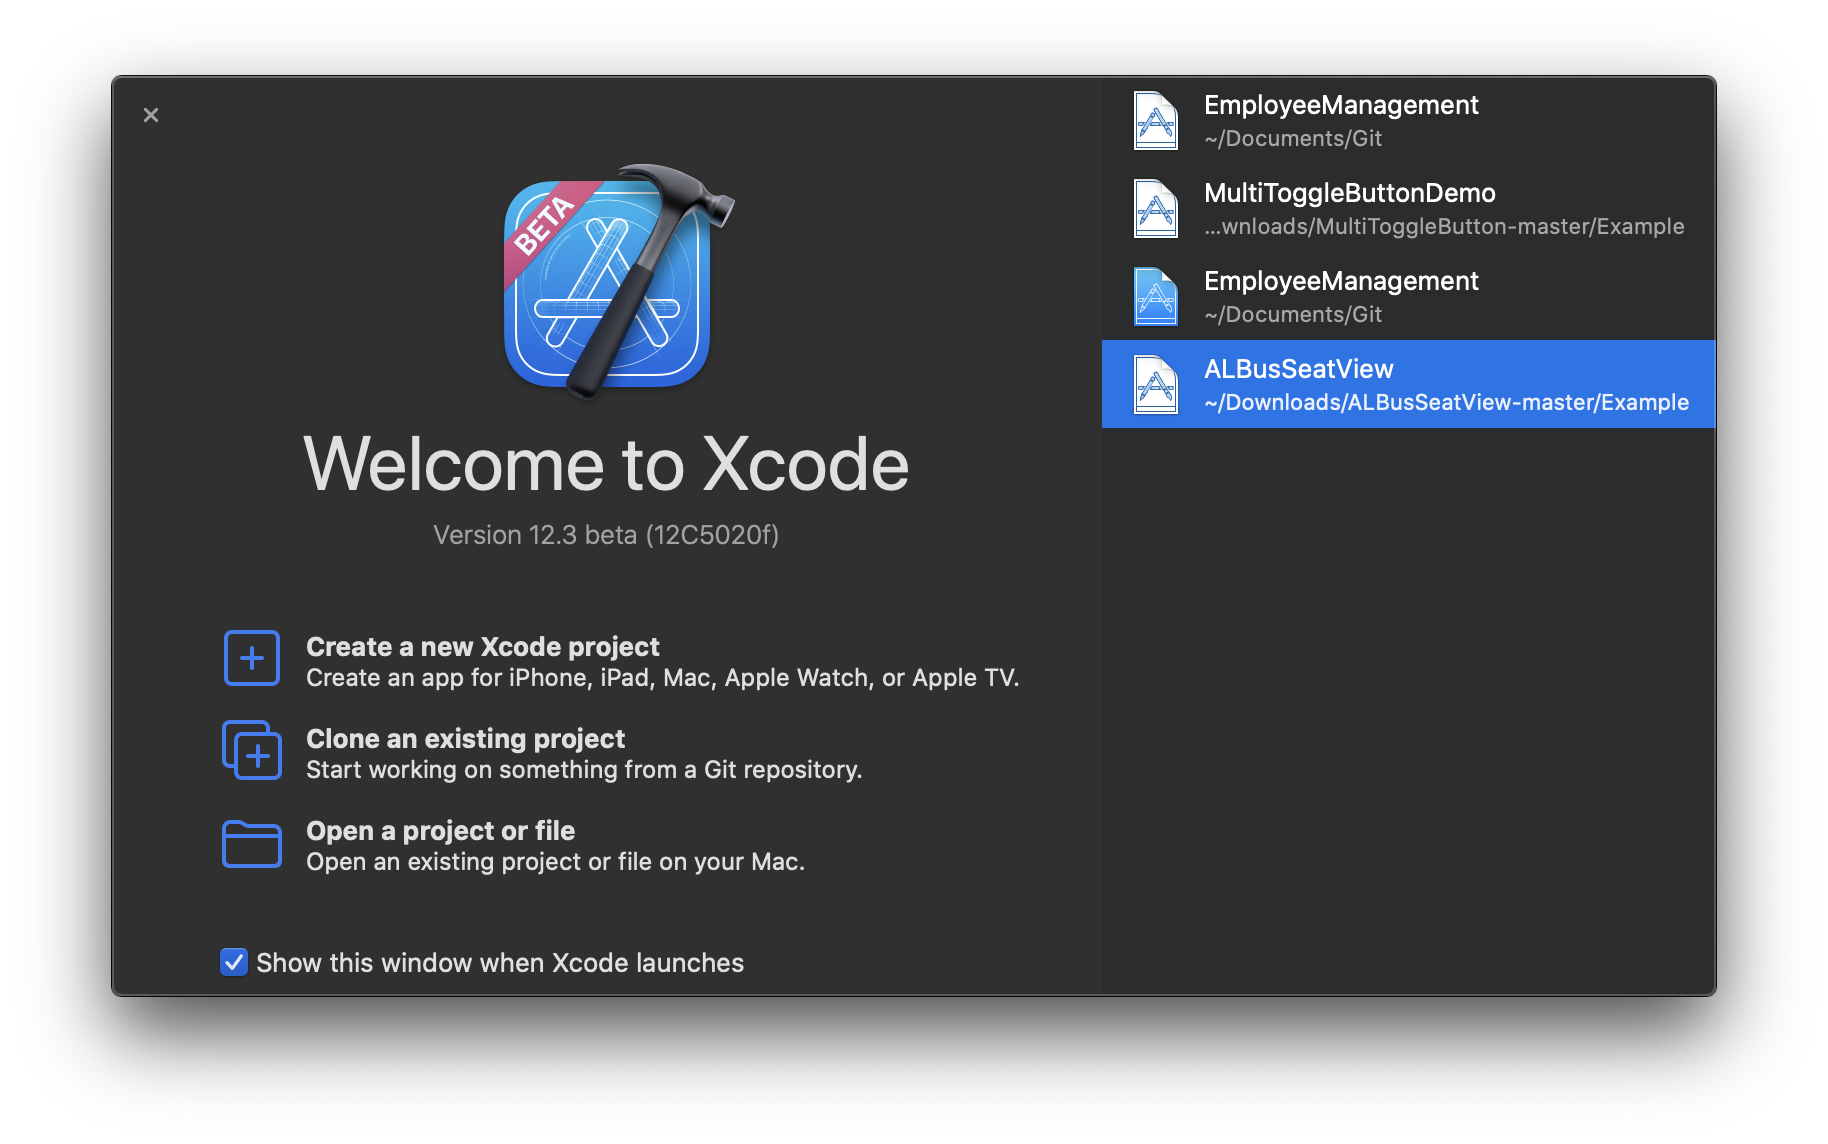 BETA
Welcome to Xcode
Version 12.3 beta (12C5020f)
Create a new Xcode project
Create an app for iPhone, iPad, Mac, Apple Watch, or Apple TV.
Clone an existing project
Start working on something from a Git repository.
Open a project or file
Open an existing project or file on your Mac.
Show this window when Xcode launches
EmployeeManagement
~/Documents/Git
MultiToggleButtonDemo
...wnloads/MultiToggleButton-master/Example
EmployeeManagement
~/Documents/Git
ALBusSeatView
~/Downloads/ALBusSeatView-master/Example